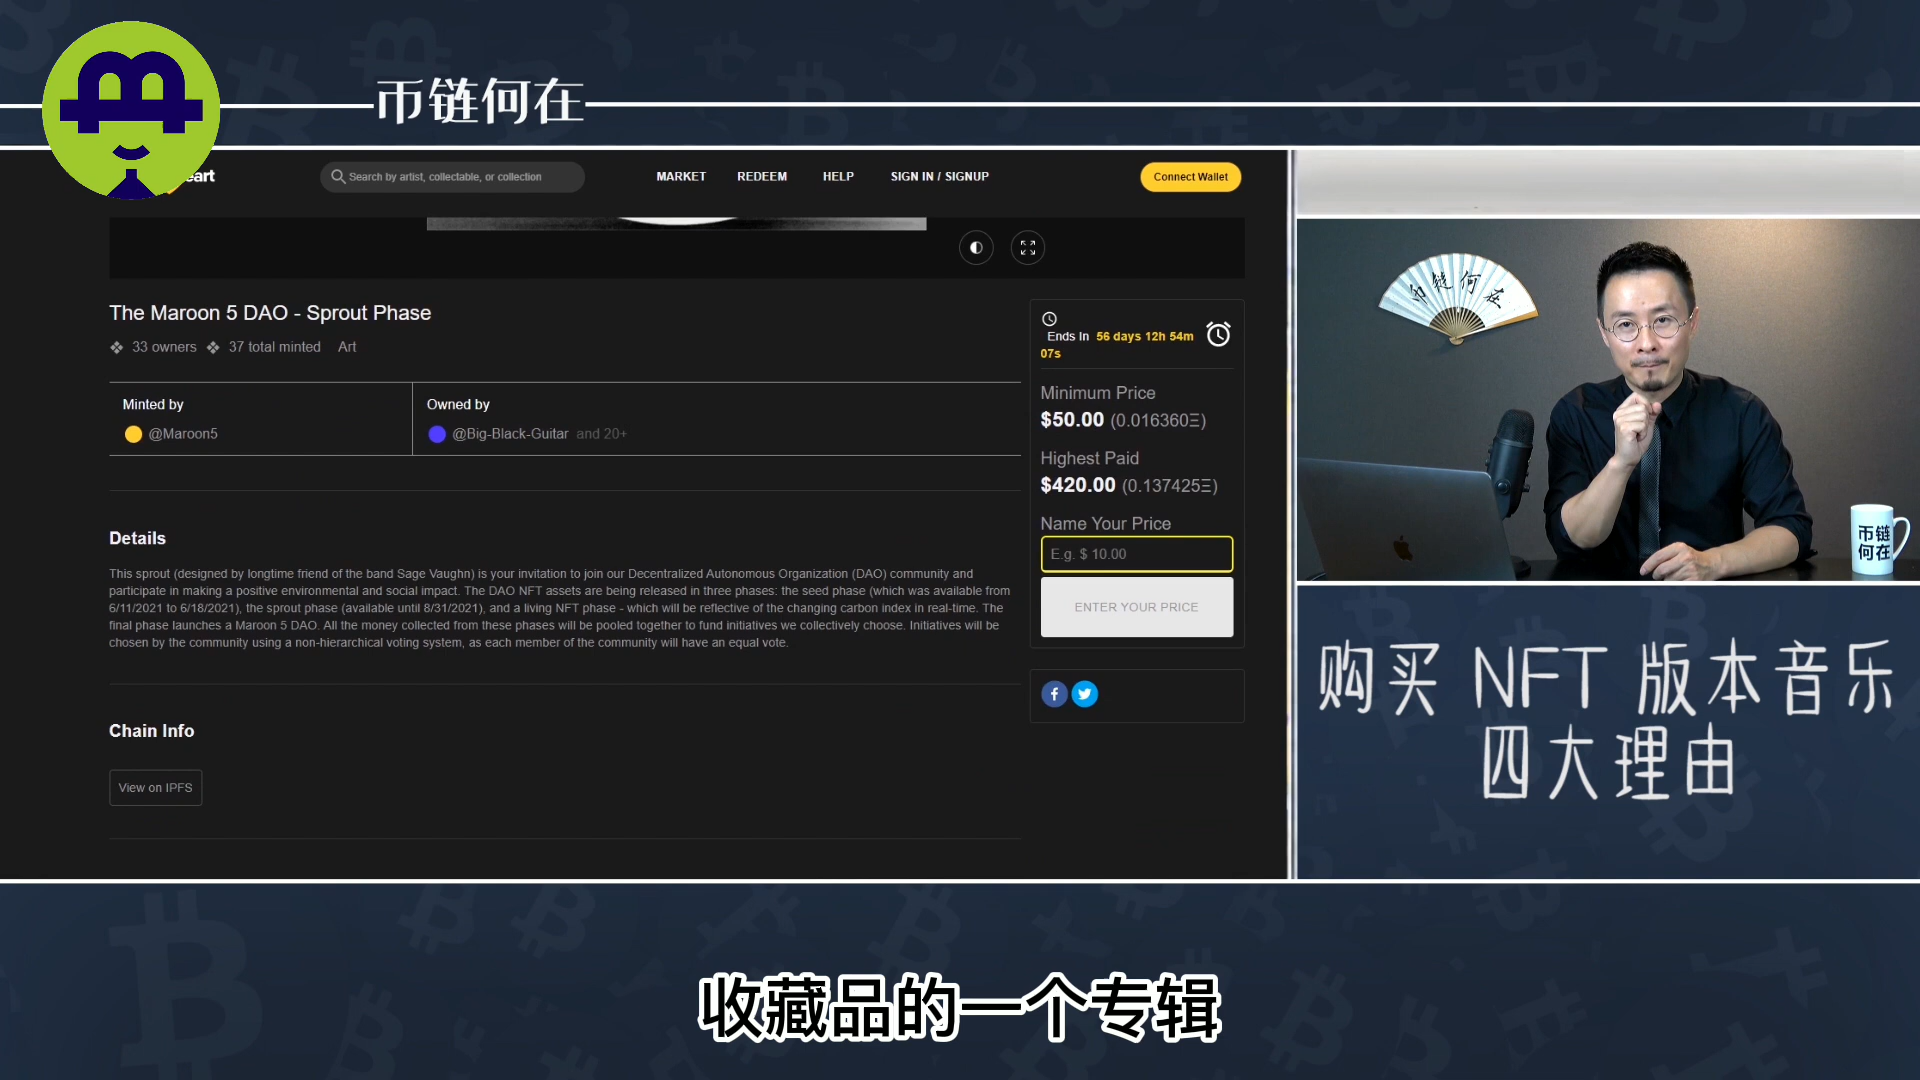 币链何在
eart
Search by artist, collectable, or collection
MARKET
REDEEM
HELP
SIGN IN / SIGNUP
Connect Wallet
The Maroon 5 DAO - Sprout Phase
33 owners
37 total minted
Art
Minted by
@Maroon5
Owned by
@Big-Black-Guitar and 20+
Details
This sprout (designed by longtime friend of the band Sage Vaughn) is your invitation to join our Decentralized Autonomous Organization (DAO) community and
participate in making a positive environmental and social impact. The DAO NFT assets are being released in three phases: the seed phase (which was available from
6/11/2021 to 6/18/2021), the sprout phase (available until 8/31/2021), and a living NFT phase - which will be reflective of the changing carbon index in real-time. The
final phase launches a Maroon 5 DAO. All the money collected from these phases will be pooled together to fund initiatives we collectively choose. Initiatives will be
chosen by the community using a non-hierarchical voting system, as each member of the community will have an equal vote.
Chain Info
View on IPFS
Ends In 56 days 12h 54m
07s
Minimum Price
$50.00 (0.016360Ξ)
Highest Paid
$420.00 (0.137425Ξ)
Name Your Price
E.g. $ 10.00
ENTER YOUR PRICE
币链何在
币链
何在
购买 NFT 版本音乐
四大理由
收藏品的一个专辑